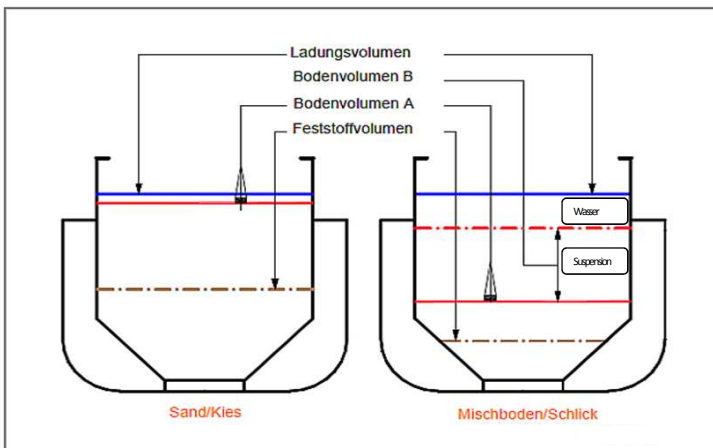 Ladungsvolumen
Bodenvolumen B
Bodenvolumen A
Feststoffvolumen
Wasser
Suspension
Sand/Kies
Mischboden/Schlick